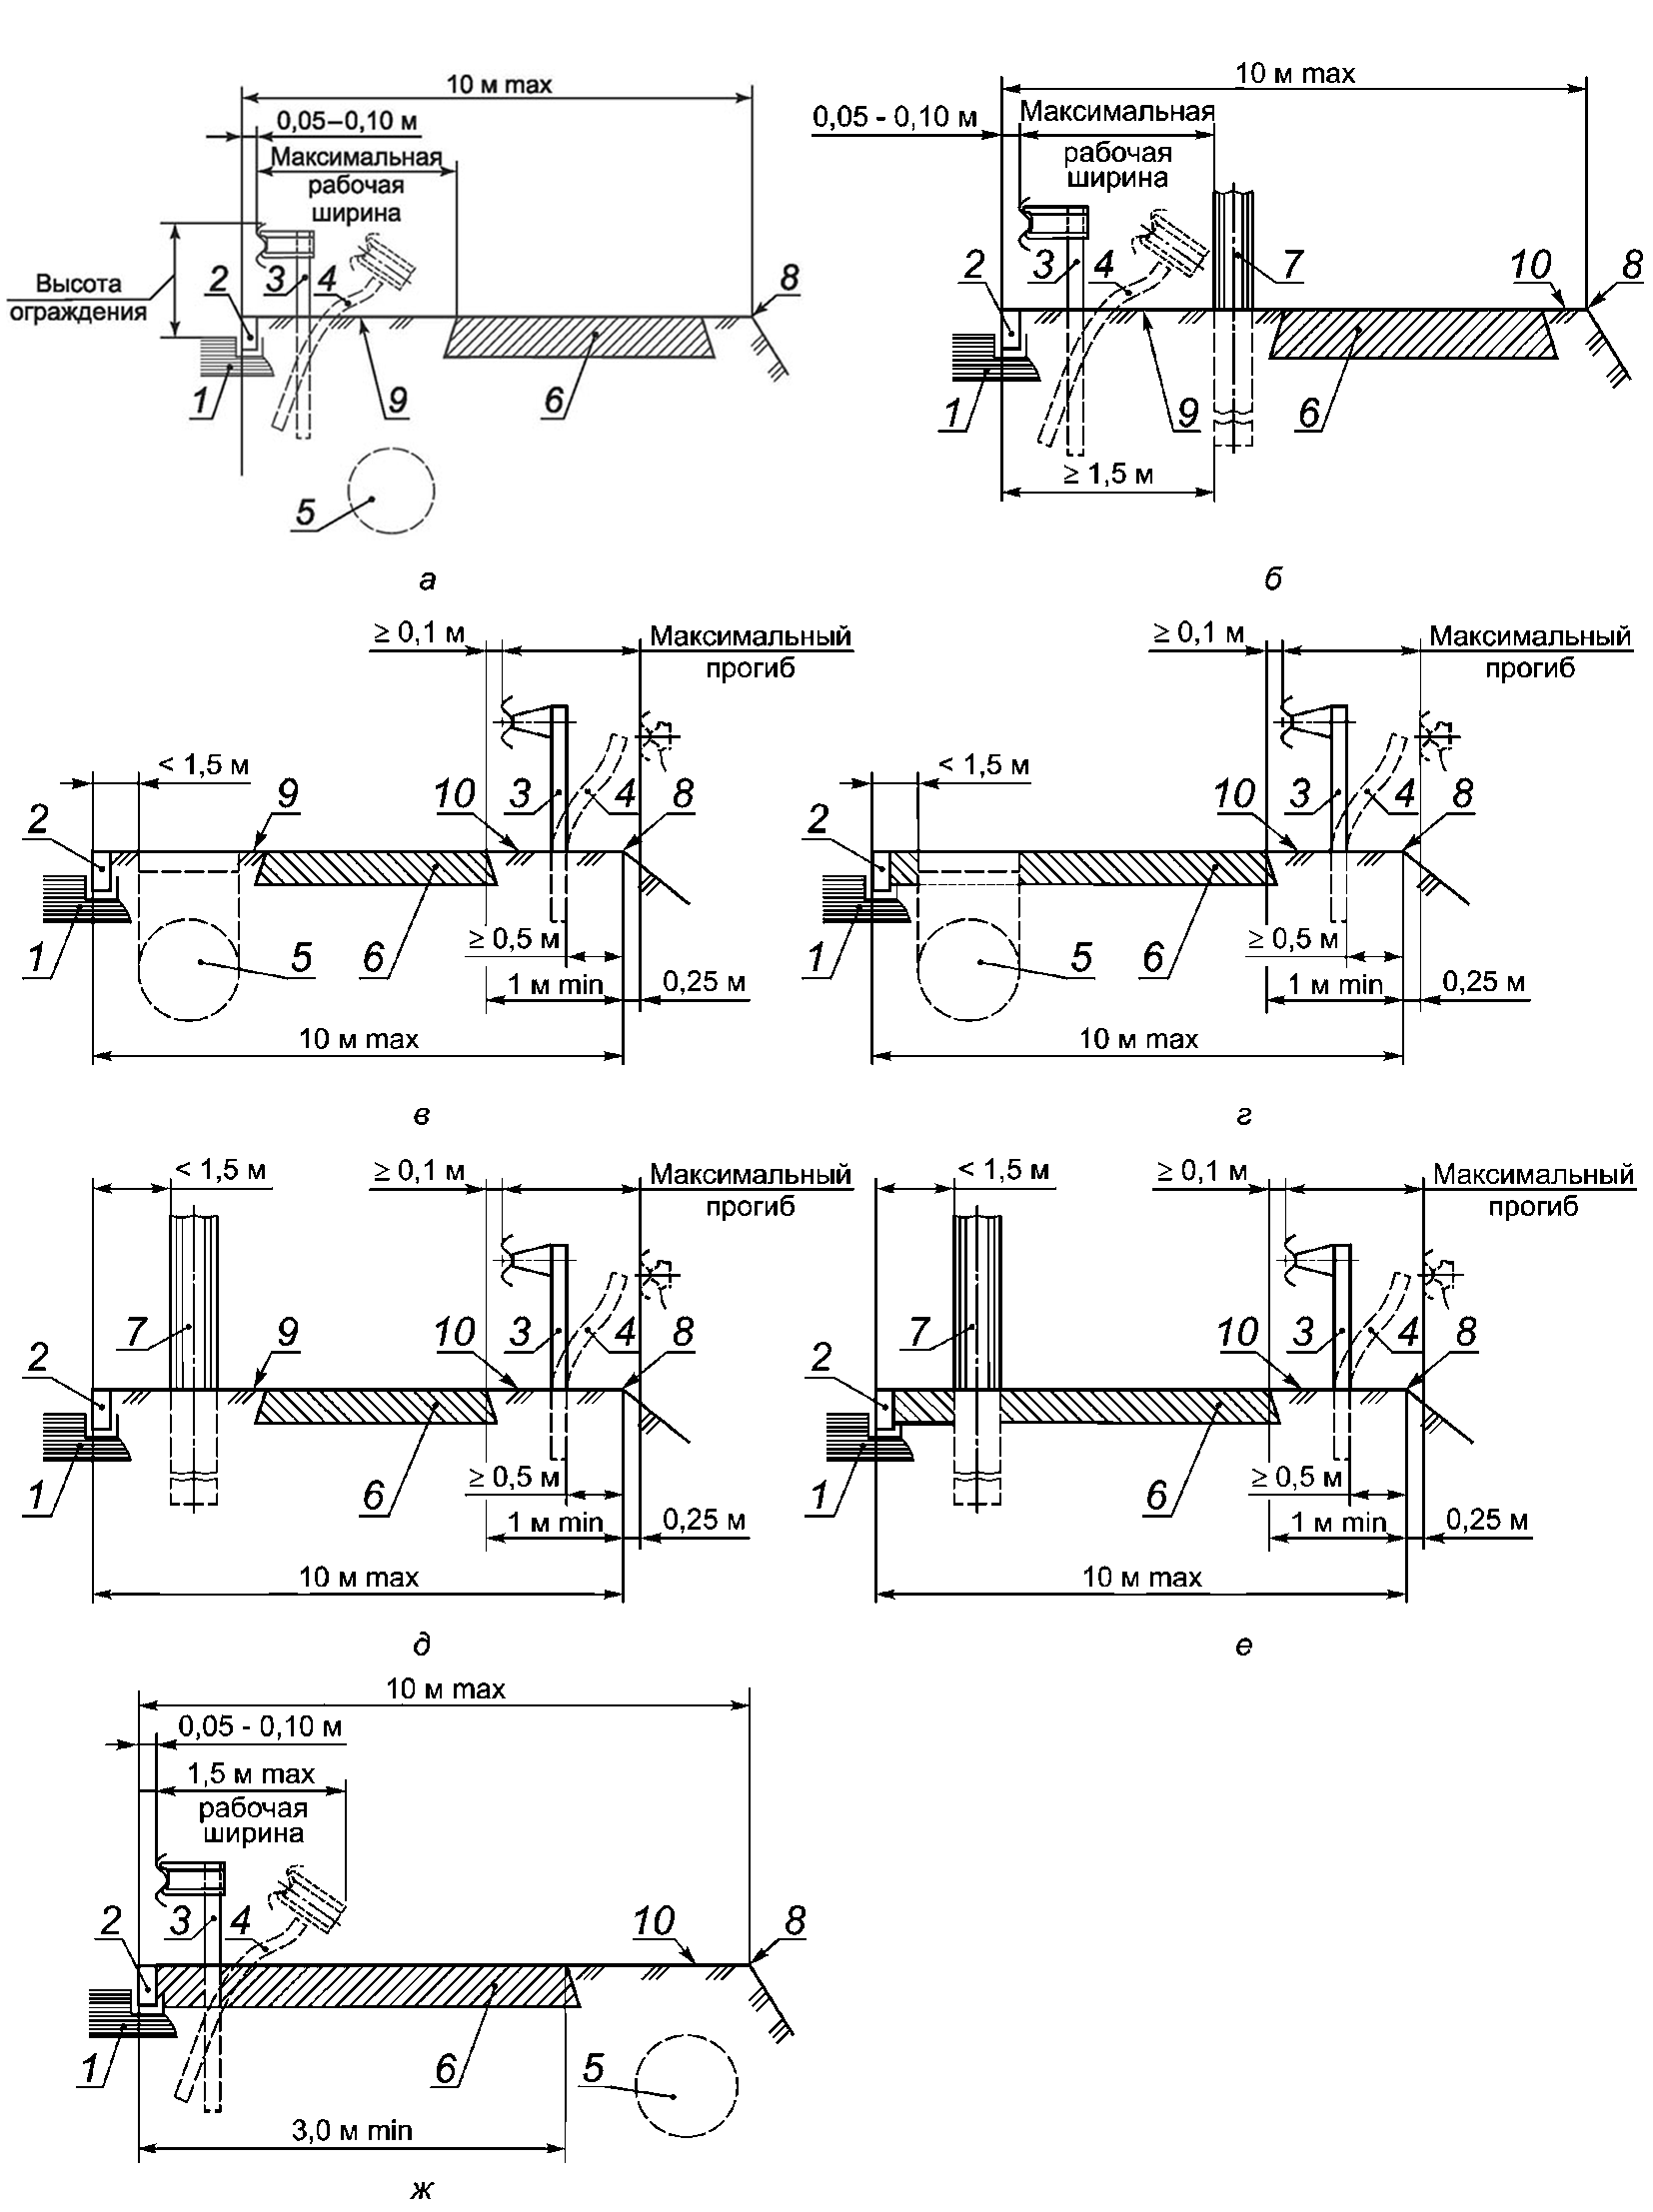 10 м max
0,05–0,10 м
Максимальная
рабочая
ширина
Высота
ограждения
2
3
4
8
1
9
6
5
а
10 м max
0,05 - 0,10 м
Максимальная
рабочая
ширина
2
3
4
7
10
8
1
9
6
≥ 1,5 м
б
≥ 0,1 м
Максимальный
прогиб
< 1,5 м
2
9
10
3
4
8
1
5
6
≥ 0,5 м
1 м min
0,25 м
10 м max
в
≥ 0,1 м
Максимальный
прогиб
< 1,5 м
2
10
3
4
8
1
5
6
≥ 0,5 м
1 м min
0,25 м
10 м max
г
< 1,5 м
≥ 0,1 м
Максимальный
прогиб
7
2
9
10
3
4
8
1
6
≥ 0,5 м
1 м min
0,25 м
10 м max
д
< 1,5 м
≥ 0,1 м
Максимальный
прогиб
7
2
10
3
4
8
1
6
≥ 0,5 м
1 м min
0,25 м
10 м max
е
10 м max
0,05 - 0,10 м
1,5 м max
рабочая
ширина
2
3
4
10
8
1
6
5
3,0 м min
ж